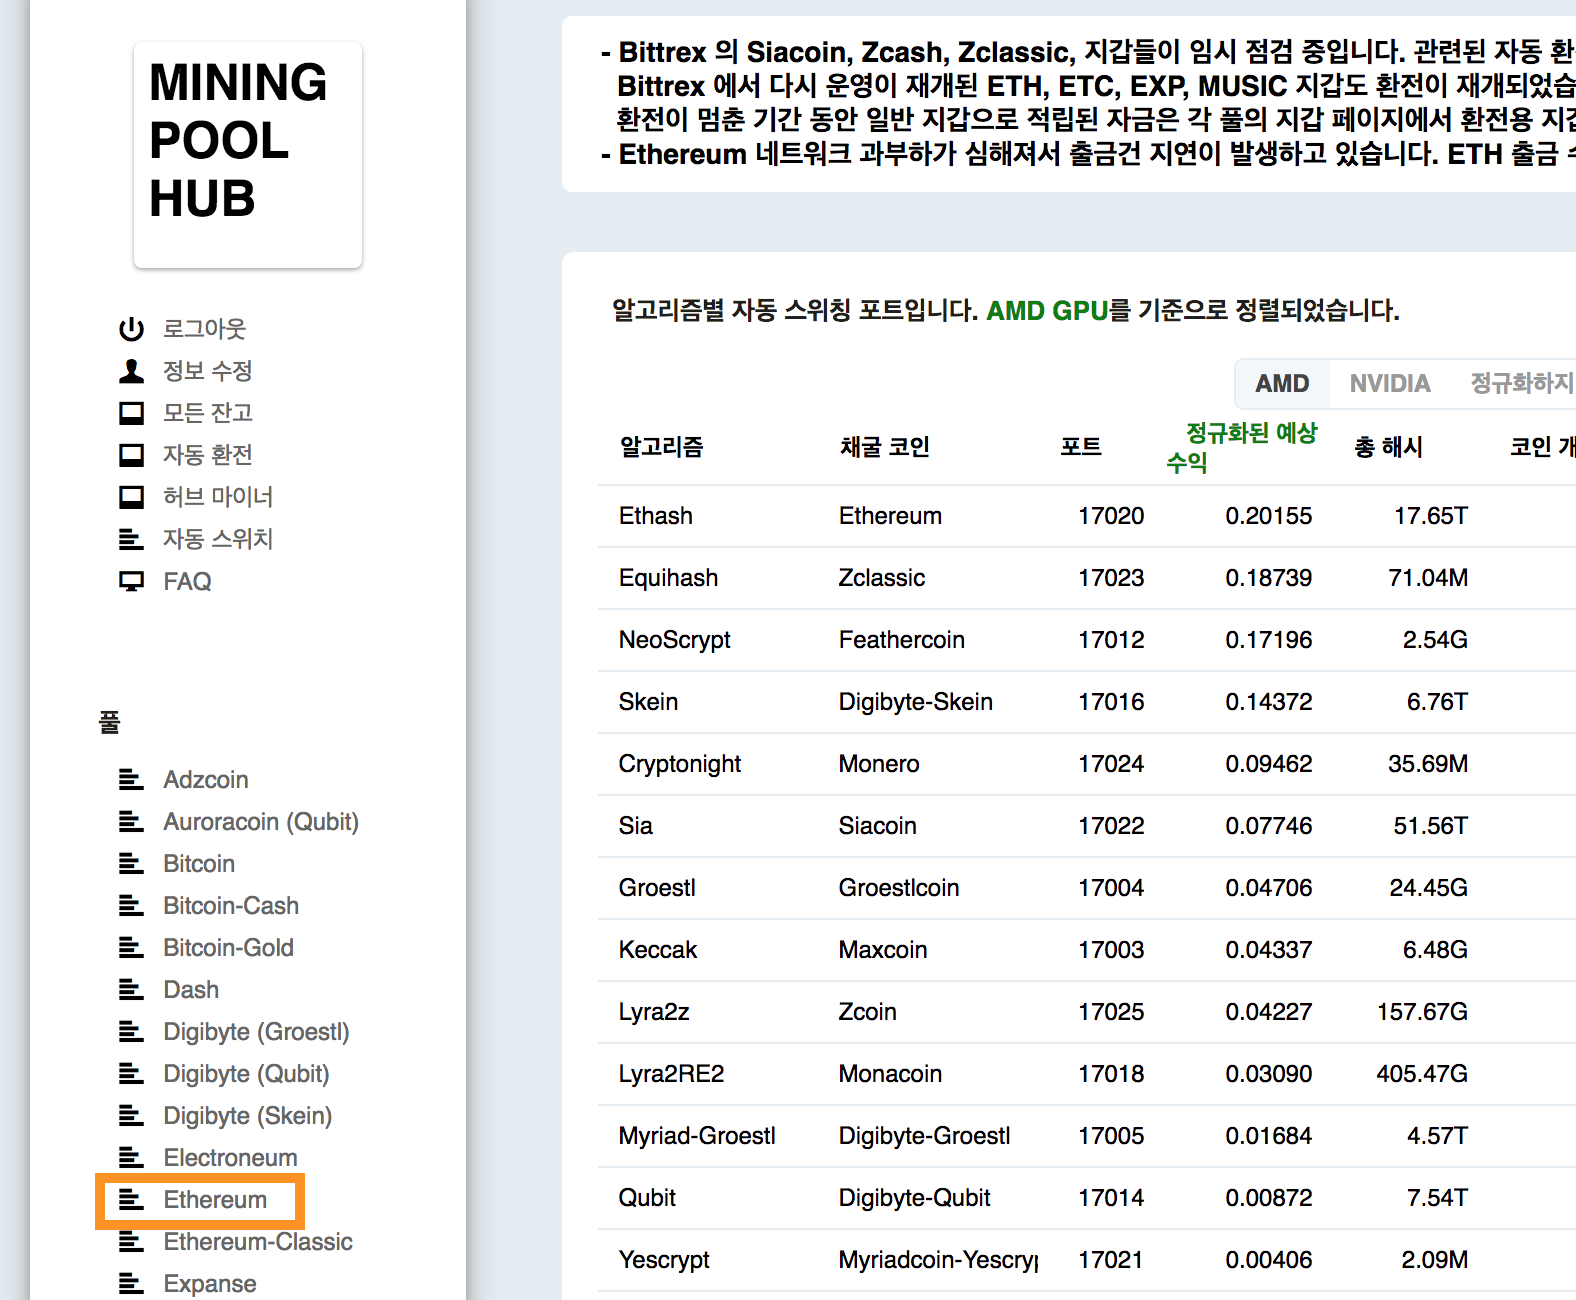 MINING
POOL
HUB
로그아웃
정보 수정
모든 잔고
자동 환전
허브 마이너
자동 스위치
FAQ
풀
Adzcoin
Auroracoin (Qubit)
Bitcoin
Bitcoin-Cash
Bitcoin-Gold
Dash
Digibyte (Groestl)
Digibyte (Qubit)
Digibyte (Skein)
Electroneum
Ethereum
Ethereum-Classic
Expanse
- Bittrex 의 Siacoin, Zcash, Zclassic, 지갑들이 임시 점검 중입니다. 관련된 자동 환
Bittrex 에서 다시 운영이 재개된 ETH, ETC, EXP, MUSIC 지갑도 환전이 재개되었습
환전이 멈춘 기간 동안 일반 지갑으로 적립된 자금은 각 풀의 지갑 페이지에서 환전용 지갑
- Ethereum 네트워크 과부하가 심해져서 출금건 지연이 발생하고 있습니다. ETH 출금 수
알고리즘별 자동 스위칭 포트입니다. AMD GPU를 기준으로 정렬되었습니다.
AMD NVIDIA 정규화하지
알고리즘 채굴 코인 포트 정규화된 예상 수익 총 해시 코인 개
Ethash Ethereum 17020 0.20155 17.65T
Equihash Zclassic 17023 0.18739 71.04M
NeoScrypt Feathercoin 17012 0.17196 2.54G
Skein Digibyte-Skein 17016 0.14372 6.76T
Cryptonight Monero 17024 0.09462 35.69M
Sia Siacoin 17022 0.07746 51.56T
Groestl Groestlcoin 17004 0.04706 24.45G
Keccak Maxcoin 17003 0.04337 6.48G
Lyra2z Zcoin 17025 0.04227 157.67G
Lyra2RE2 Monacoin 17018 0.03090 405.47G
Myriad-Groestl Digibyte-Groestl 17005 0.01684 4.57T
Qubit Digibyte-Qubit 17014 0.00872 7.54T
Yescrypt Myriadcoin-Yescryp 17021 0.00406 2.09M